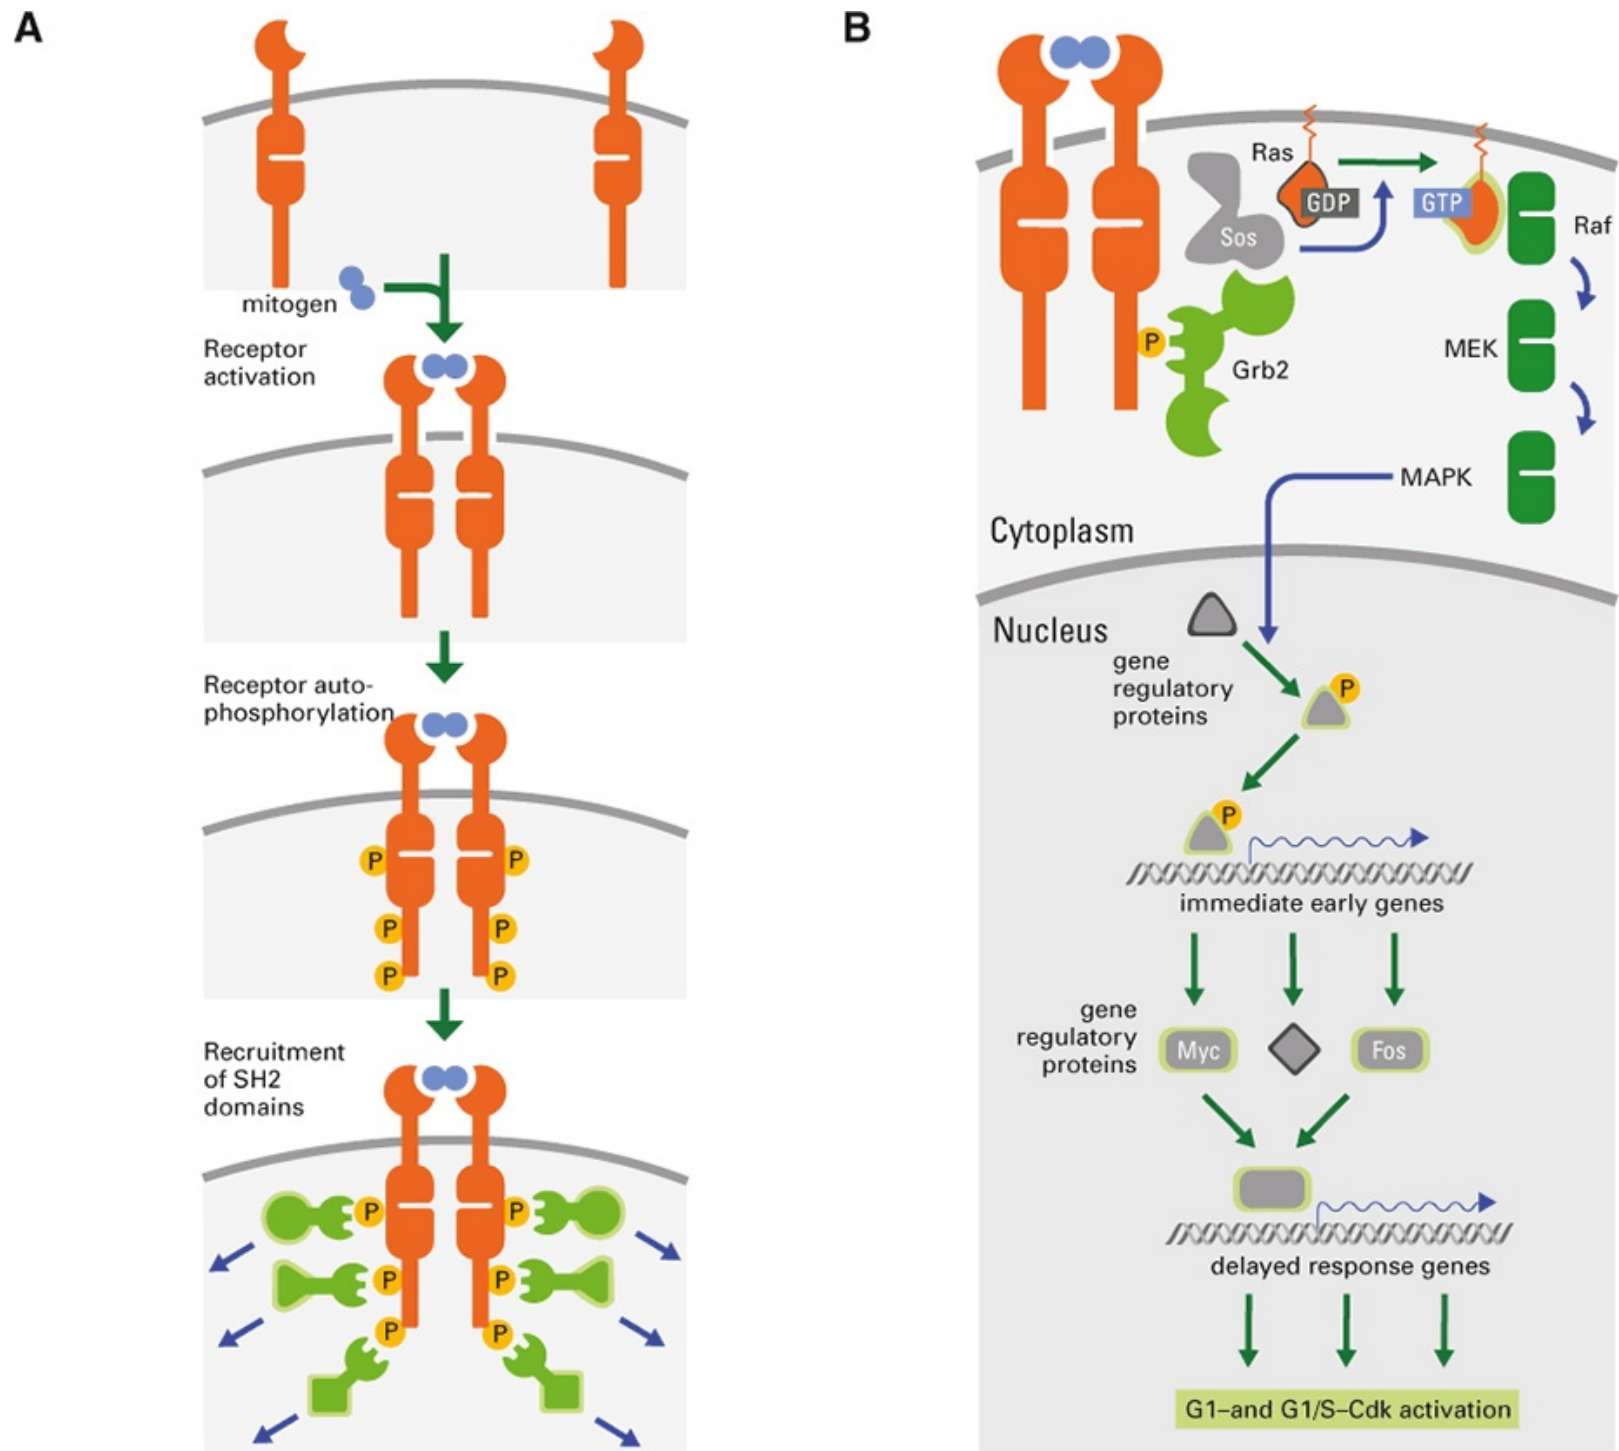 A
mitogen
Receptor
activation
Receptor auto-
phosphorylation
P
P
P
P
P
P
Recruitment
of SH2
domains
P
P
P
P
P
P
B
Ras
GDP
GTP
Raf
Sos
P
Grb2
MEK
MAPK
Cytoplasm
Nucleus
gene
regulatory
proteins
P
P
immediate early genes
gene
regulatory
proteins
Myc
Fos
delayed response genes
G1–and G1/S–Cdk activation